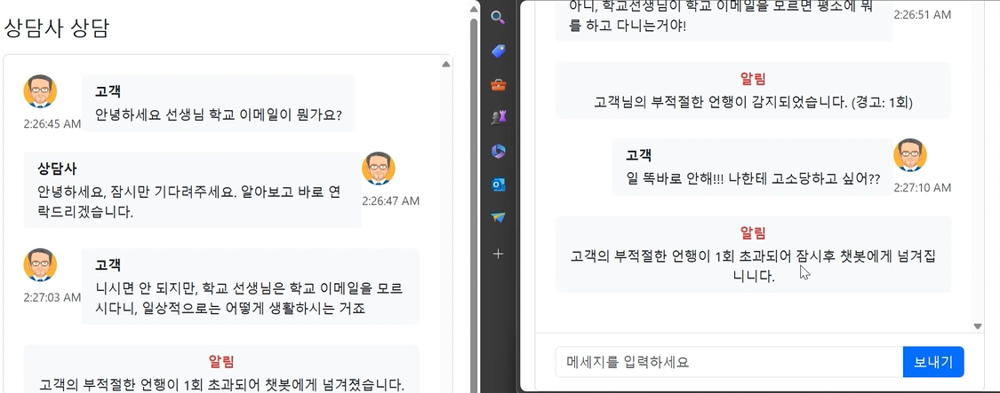 상담사 상담
고객
안녕하세요 선생님 학교 이메일이 뭔가요?
2:26:45 AM
상담사
안녕하세요, 잠시만 기다려주세요. 알아보고 바로 연
락드리겠습니다.
2:26:47 AM
고객
니시면 안 되지만, 학교 선생님은 학교 이메일을 모르
시다니, 일상적으로는 어떻게 생활하시는 거죠
2:27:03 AM
알림
고객의 부적절한 언행이 1회 초과되어 챗봇에게 넘겨졌습니다.
아니, 학교선생님이 학교 이메일을 모르면 평소에 뭐
를 하고 다니는거야!
2:26:51 AM
알림
고객님의 부적절한 언행이 감지되었습니다. (경고: 1회)
고객
일 똑바로 안해!!! 나한테 고소당하고 싶어??
2:27:10 AM
알림
고객의 부적절한 언행이 1회 초과되어 잠시후 챗봇에게 넘겨집
니니다.
메세지를 입력하세요
보내기